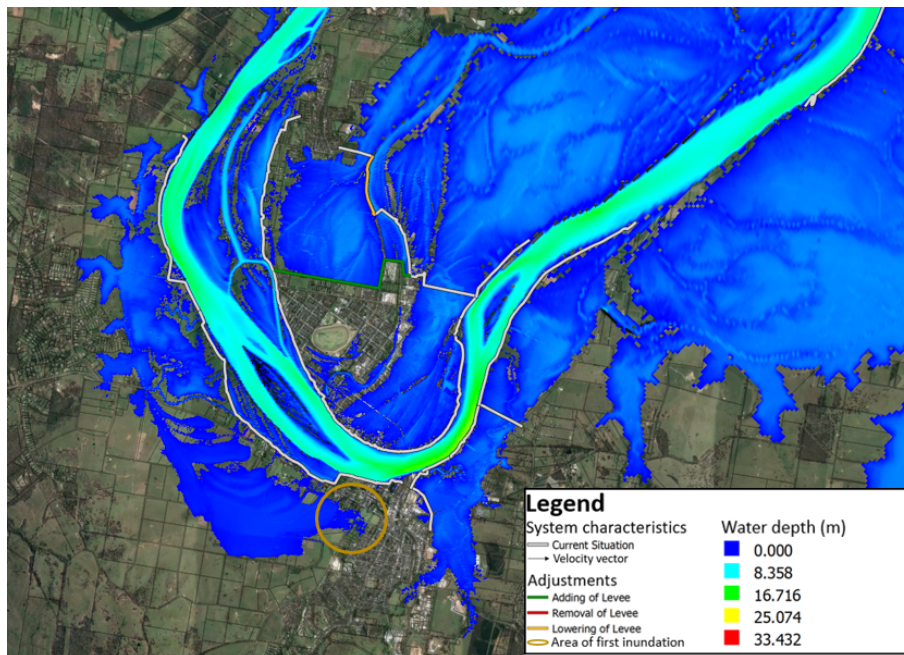 Legend
System characteristics
Current Situation
Velocity vector
Adjustments
Adding of Levee
Removal of Levee
Lowering of Levee
Area of first inundation
Water depth (m)
0.000
8.358
16.716
25.074
33.432